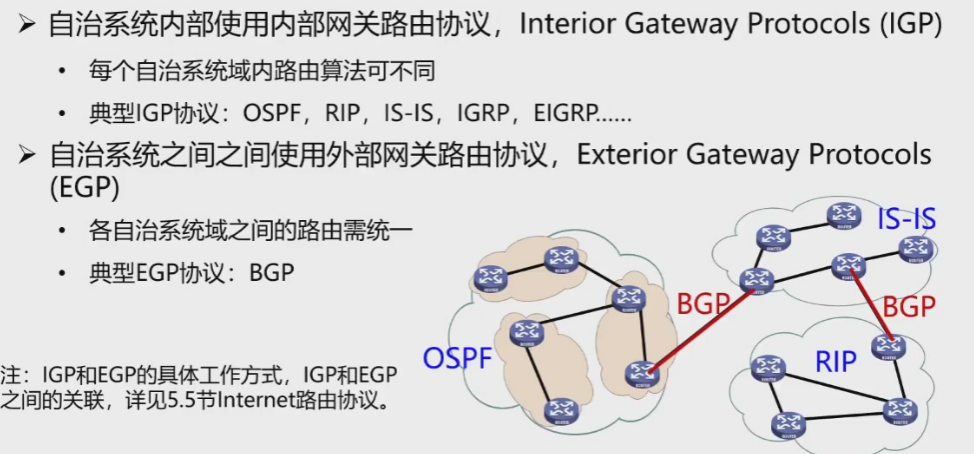 ➢ 自治系统内部使用内部网关路由协议，Interior Gateway Protocols (IGP)
• 每个自治系统域内路由算法可不同
• 典型IGP协议：OSPF，RIP，IS-IS，IGRP，EIGRP......
➢ 自治系统之间之间使用外部网关路由协议，Exterior Gateway Protocols
(EGP)
• 各自治系统域之间的路由需统一
• 典型EGP协议：BGP
IS-IS
BGP
BGP
OSPF
RIP
注：IGP和EGP的具体工作方式，IGP和EGP
之间的关联，详见5.5节Internet路由协议。